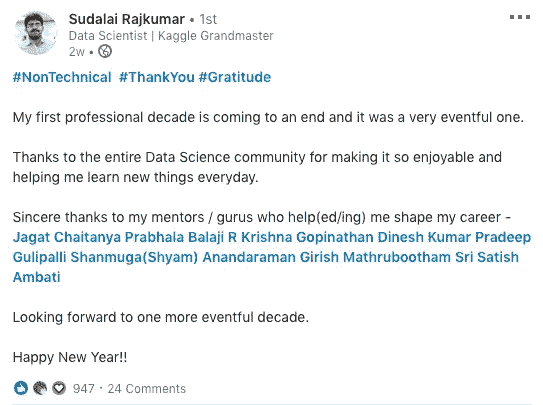 Sudalai Rajkumar • 1st
Data Scientist | Kaggle Grandmaster
2w •
#NonTechnical #ThankYou #Gratitude
My first professional decade is coming to an end and it was a very eventful one.
Thanks to the entire Data Science community for making it so enjoyable and
helping me learn new things everyday.
Sincere thanks to my mentors / gurus who help(ed/ing) me shape my career -
Jagat Chaitanya Prabhala Balaji R Krishna Gopinathan Dinesh Kumar Pradeep
Gulipalli Shanmuga(Shyam) Anandaraman Girish Mathrubootham Sri Satish
Ambati
Looking forward to one more eventful decade.
Happy New Year!!
947 · 24 Comments